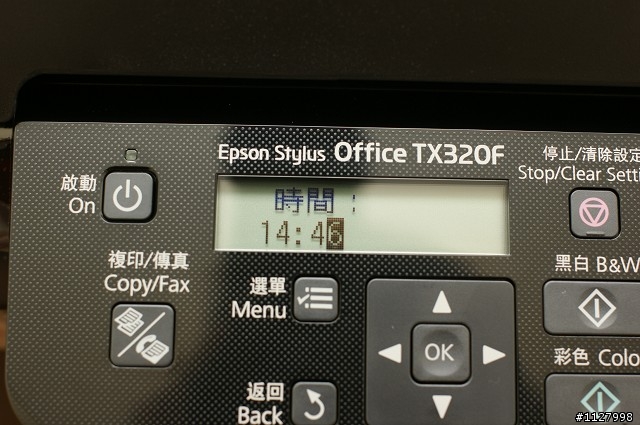 Epson Stylus Office TX320F
停止/清除設定
Stop/Clear Setti
啟動
On
時間:
14:46
複印/傳真
Copy/Fax
選單
Menu
黑白 B&W
OK
彩色 Colo
返回
Back
#1127998